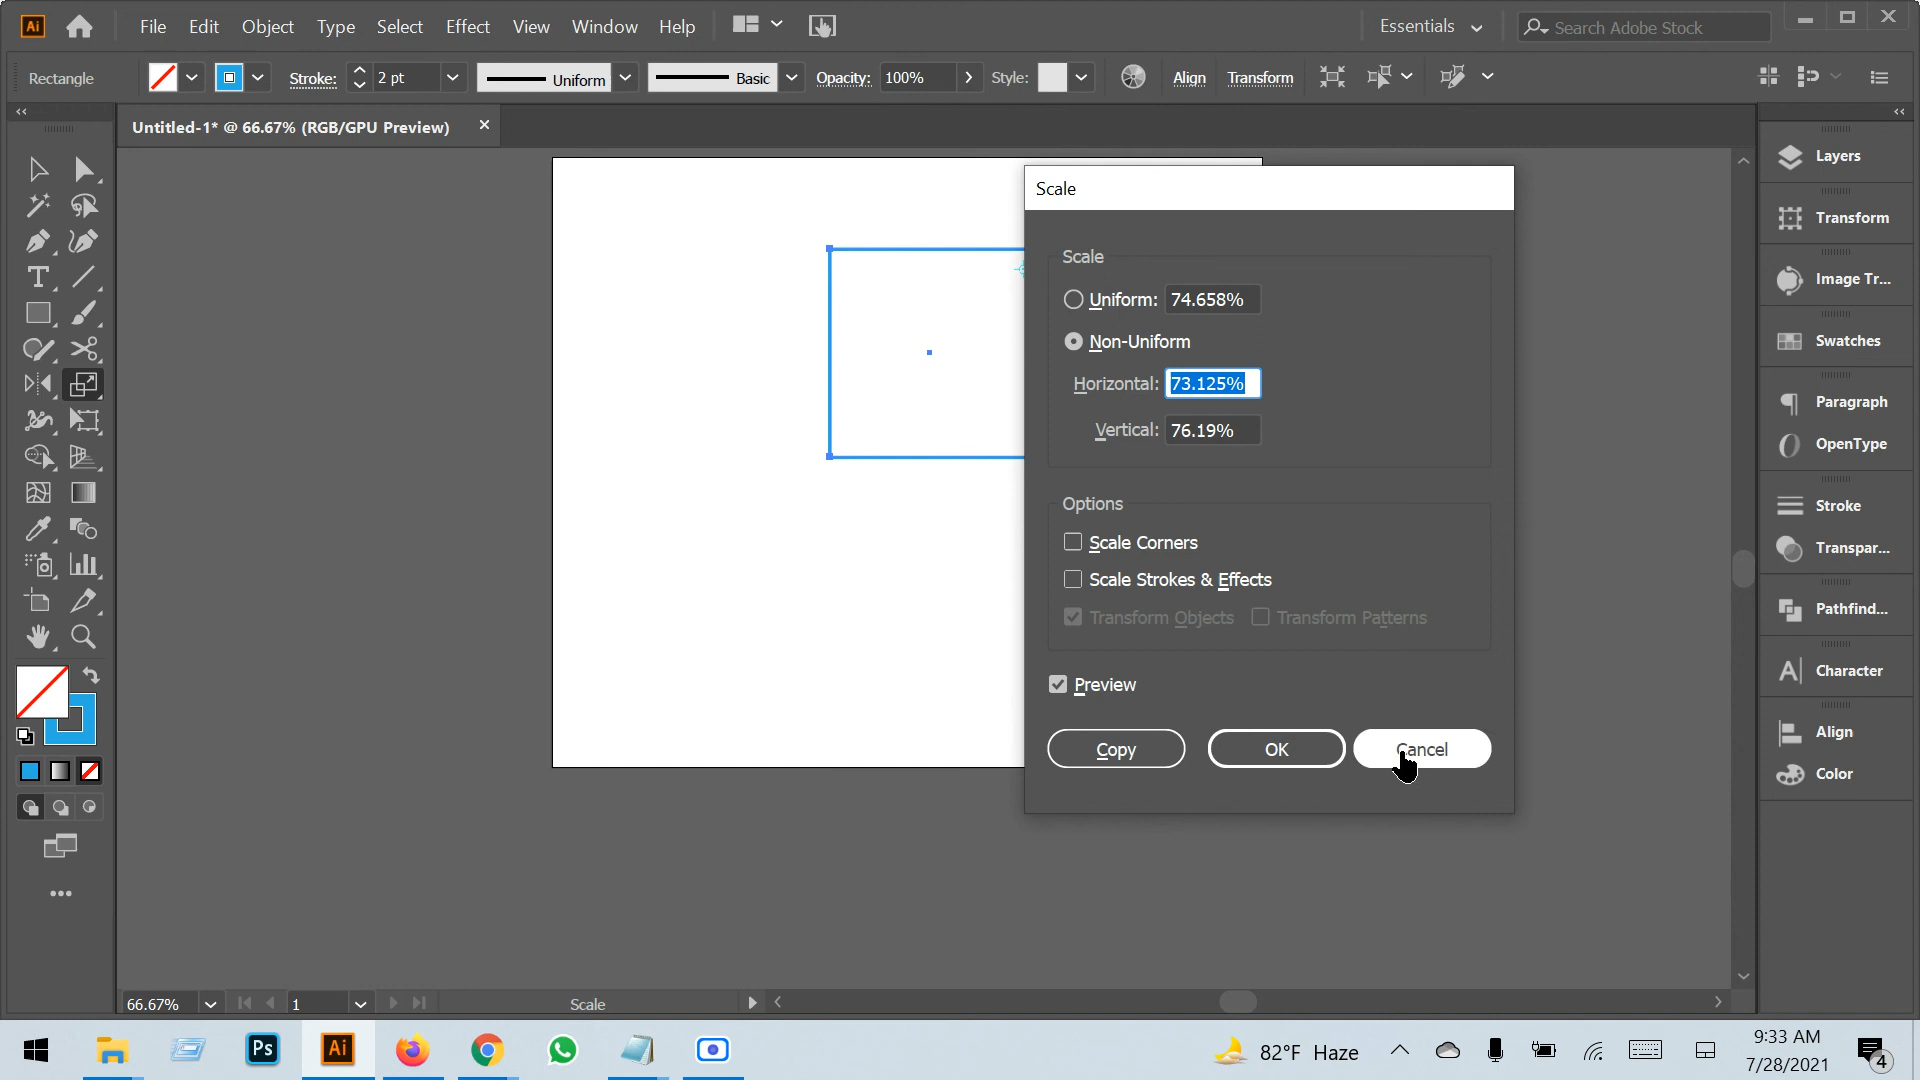 Ai File Edit Object Type Select Effect View Window Help Essentials Search Adobe Stock
Rectangle Stroke: 2 pt Uniform Basic Opacity: 100% Style: Align Transform
Untitled-1* @ 66.67% (RGB/GPU Preview)
Scale
Scale
Uniform: 74.658%
Non-Uniform
Horizontal: 73.125%
Vertical: 76.19%
Options
Scale Corners
Scale Strokes & Effects
Transform Objects Transform Patterns
Preview
Copy OK Cancel
Layers
Transform
Image Tr...
Swatches
Paragraph
OpenType
Stroke
Transpar...
Pathfind...
Character
Align
Color
66.67% 1 Scale
Ps Ai 82°F Haze 9:33 AM
7/28/2021 4